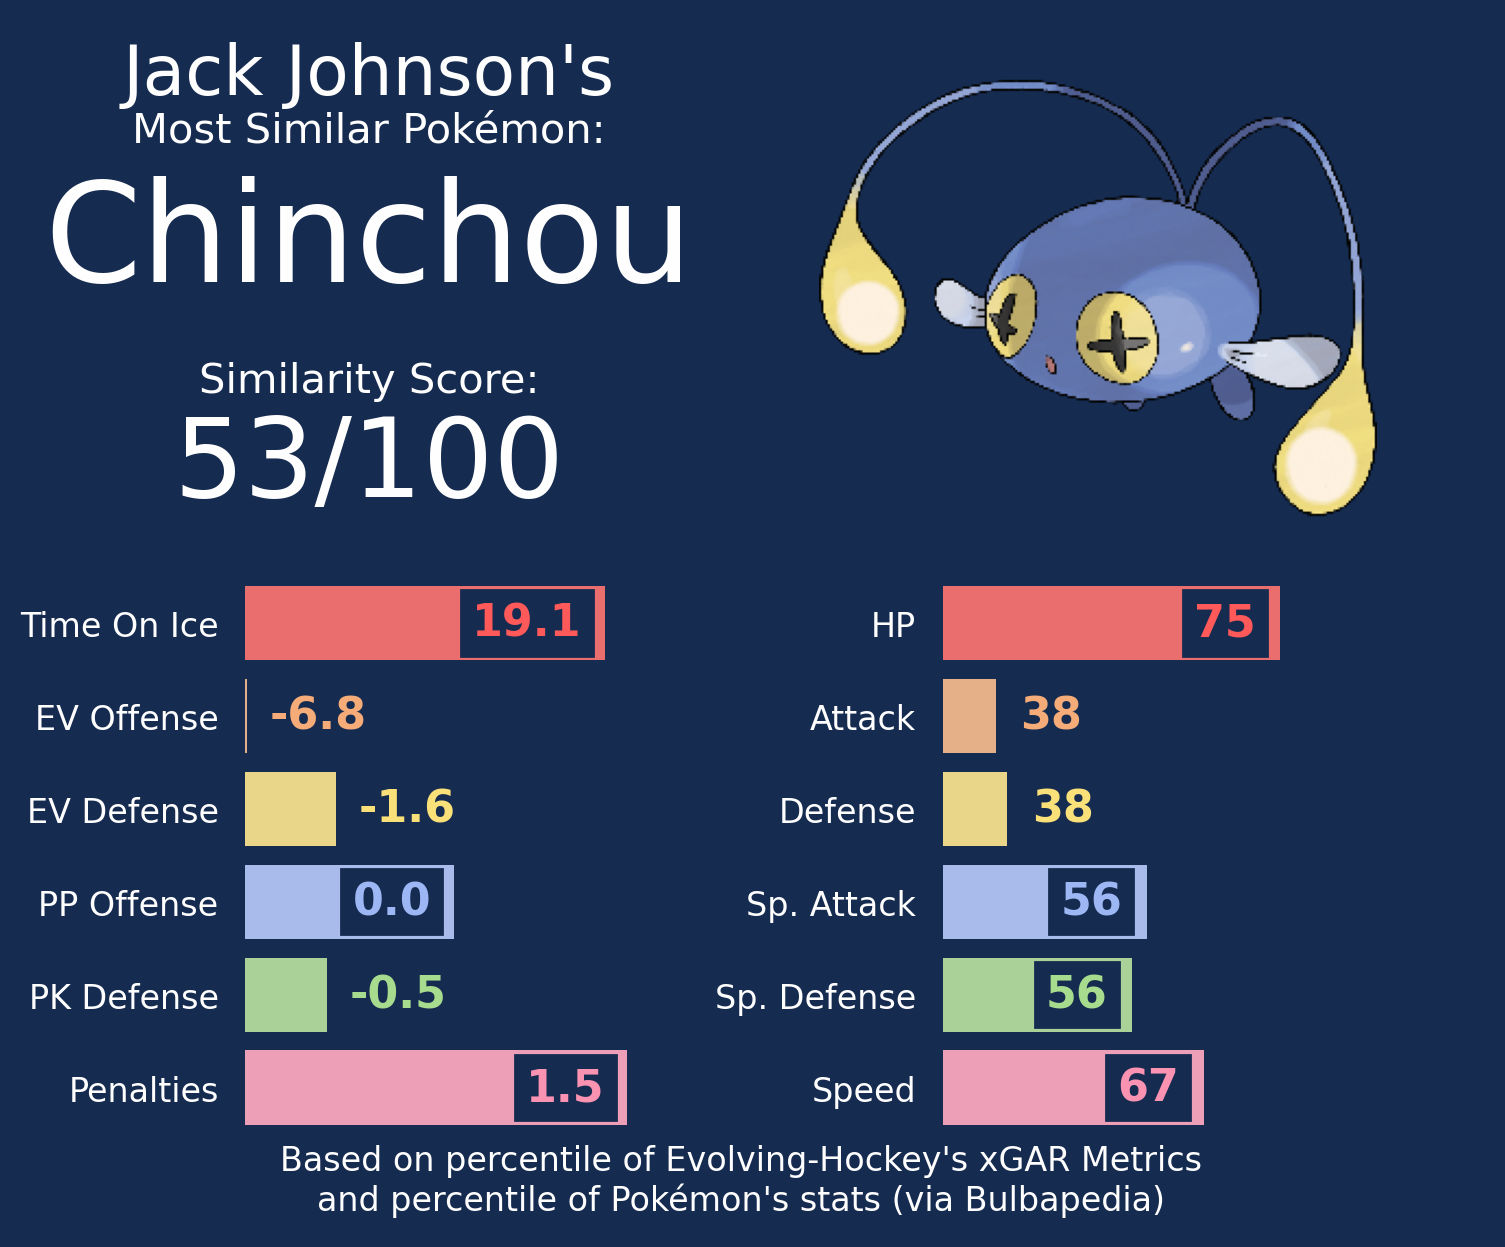 Jack Johnson's
Most Similar Pokémon:
Chinchou
Similarity Score:
53/100
Time On Ice 19.1
EV Offense -6.8
EV Defense -1.6
PP Offense 0.0
PK Defense -0.5
Penalties 1.5
HP 75
Attack 38
Defense 38
Sp. Attack 56
Sp. Defense 56
Speed 67
Based on percentile of Evolving-Hockey's xGAR Metrics
and percentile of Pokémon's stats (via Bulbapedia)